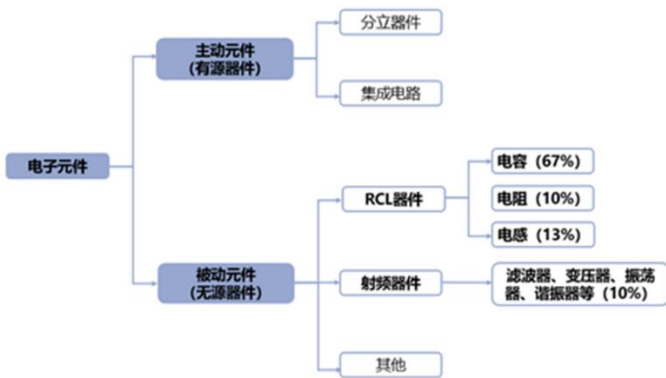 分立器件
主动元件
(有源器件)
集成电路
电子元件
电容（67%）
RCL器件
电阻（10%）
电感（13%）
被动元件
(无源器件)
射频器件
滤波器、变压器、振荡
器、谐振器等（10%）
其他